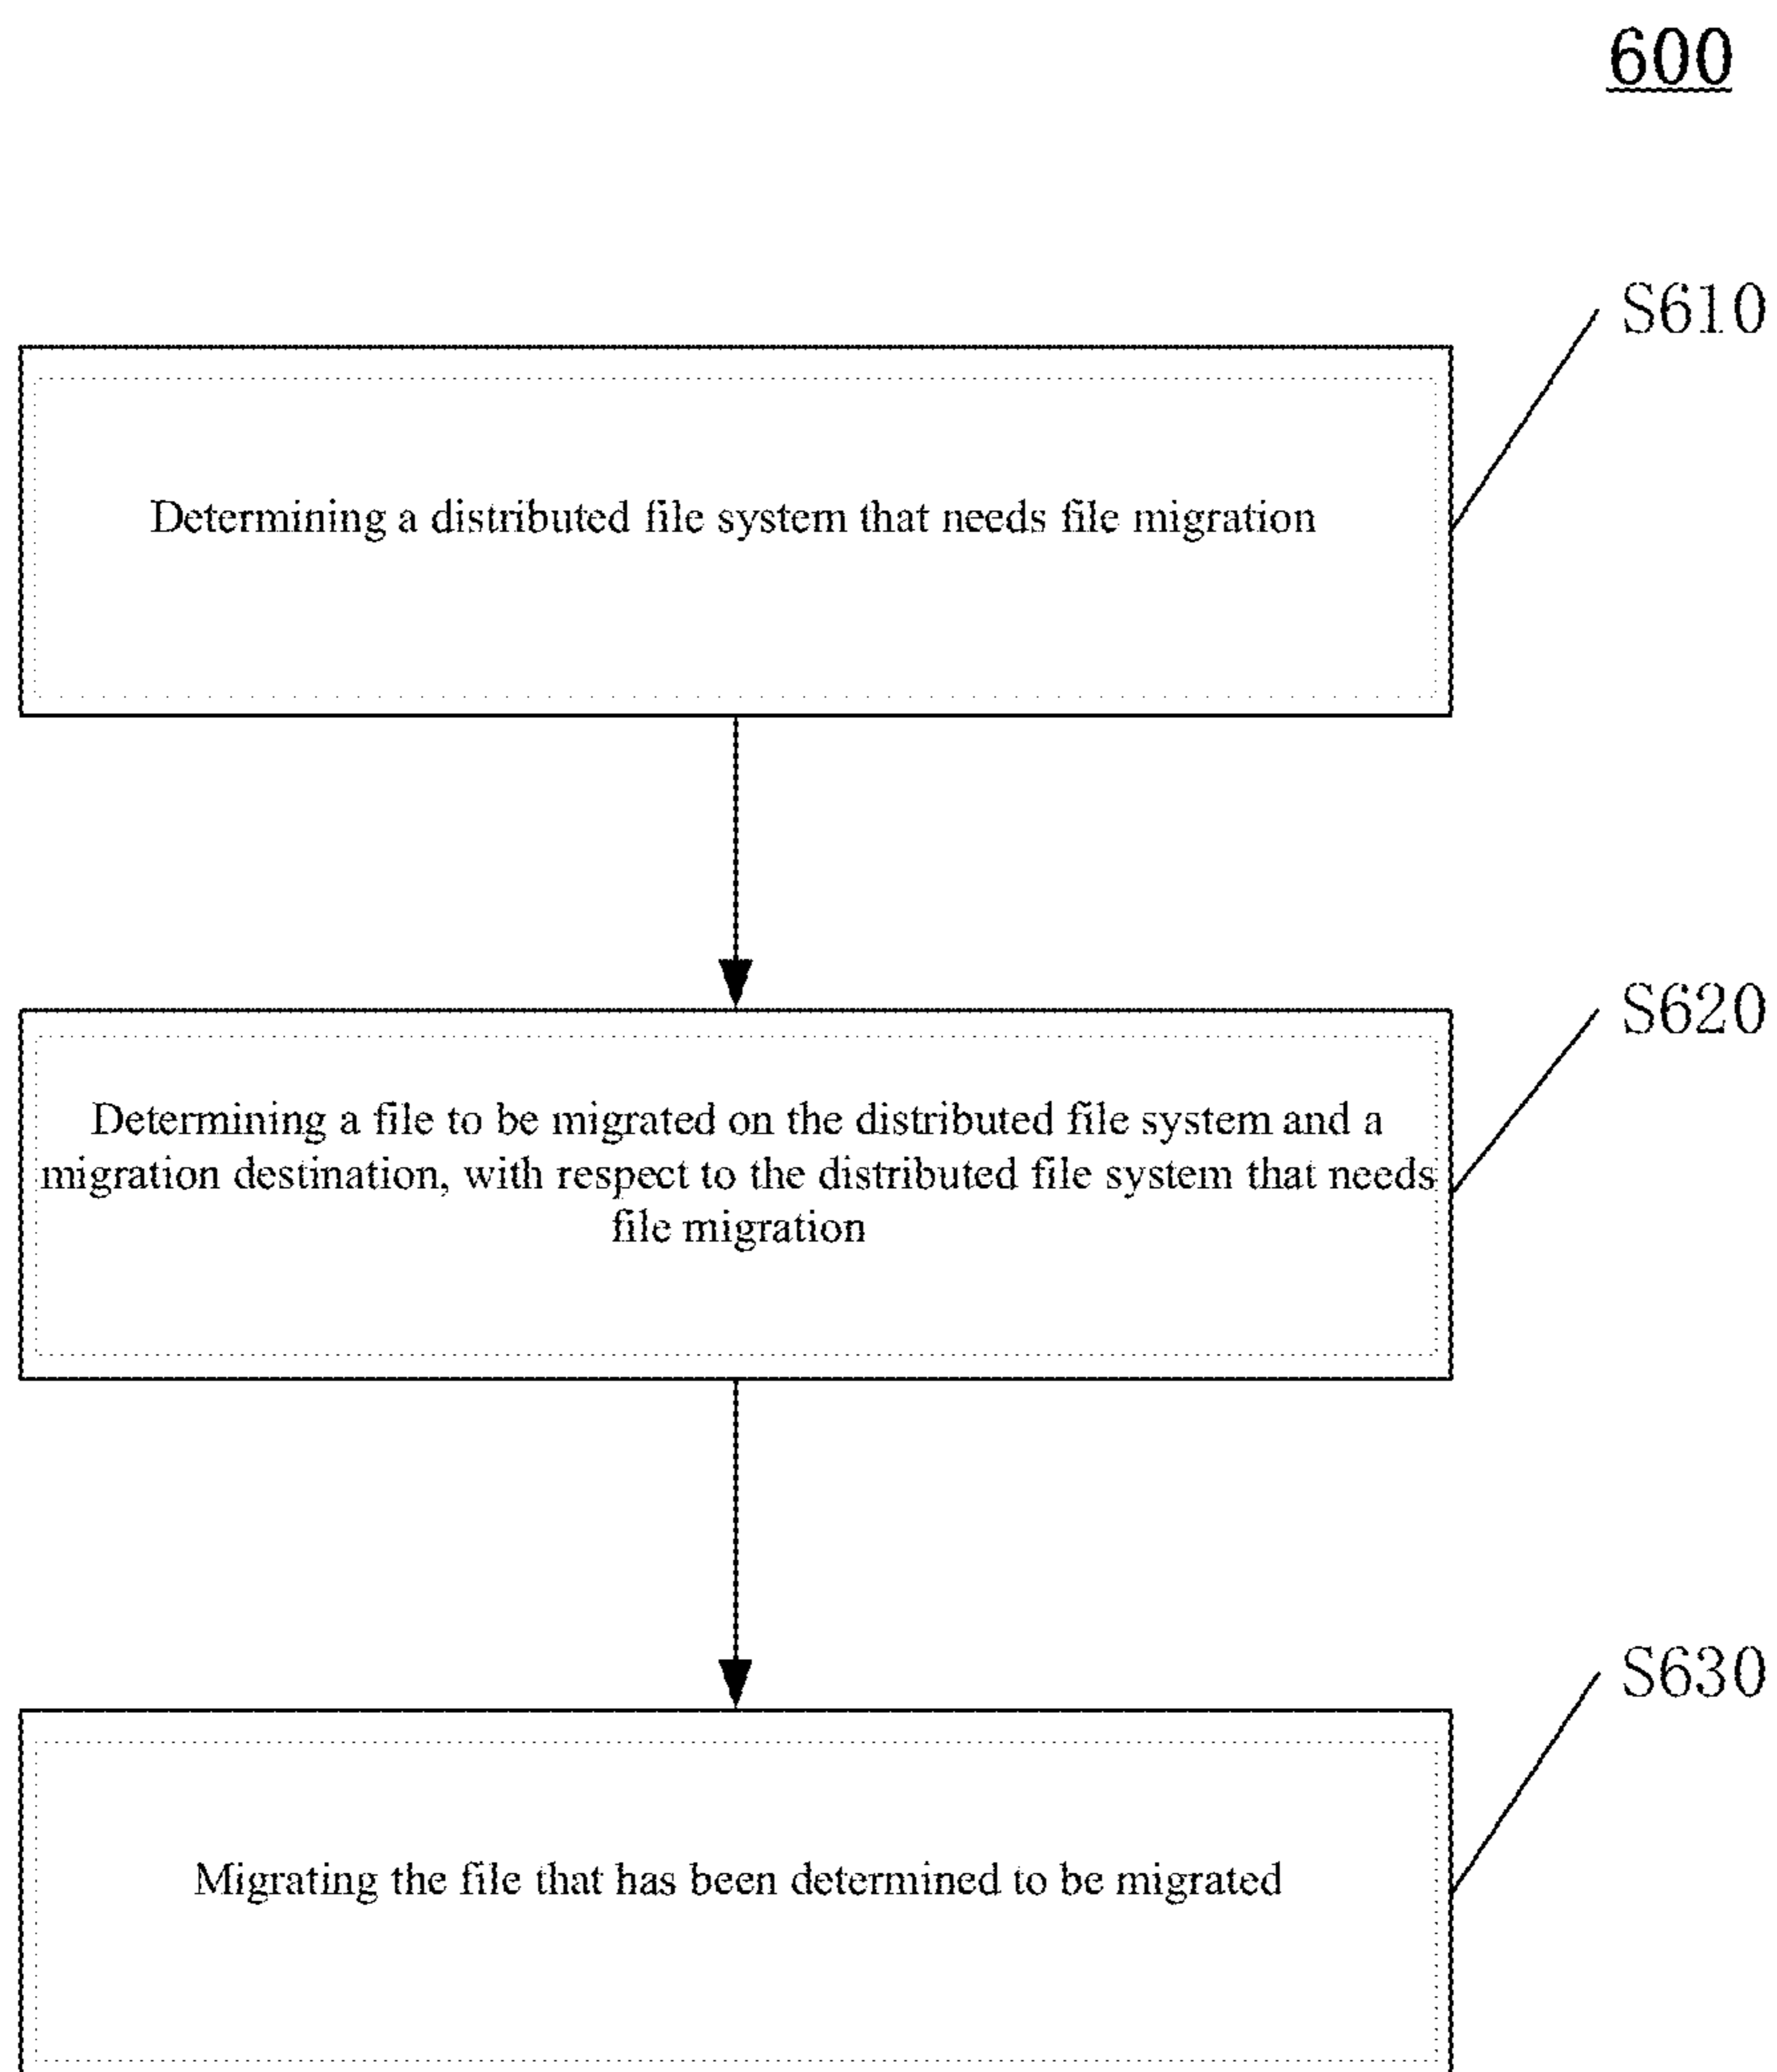 600
S610
Determining a distributed file system that needs file migration
S620
Determining a file to be migrated on the distributed file system and a
migration destination, with respect to the distributed file system that needs
file migration
S630
Migrating the file that has been determined to be migrated